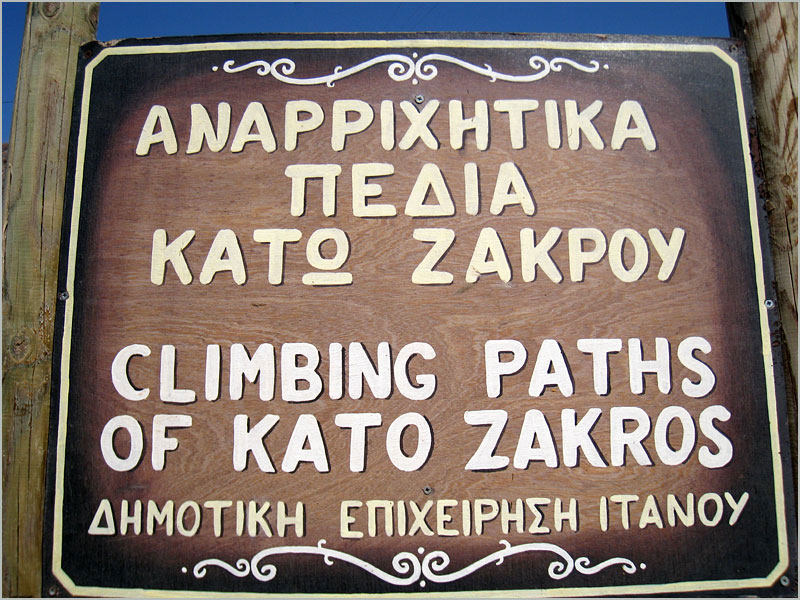 ΑΝΑΡΡΙΧΗΤΙΚΑ
ΠΕΔΙΑ
ΚΑΤΩ ΖΑΚΡΟΥ
CLIMBING PATHS
OF KATO ZAKROS
ΔΗΜΟΤΙΚΗ ΕΠΙΧΕΙΡΗΣΗ ΙΤΑΝΟΥ